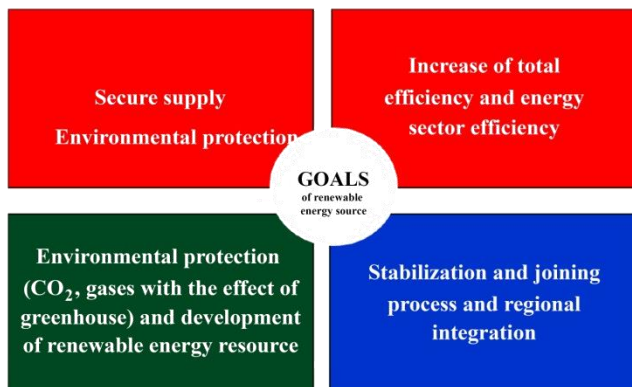 Secure supply
Environmental protection
Increase of total
efficiency and energy
sector efficiency
GOALS
of renewable
energy source
Environmental protection
(CO₂, gases with the effect of
greenhouse) and development
of renewable energy resource
Stabilization and joining
process and regional
integration